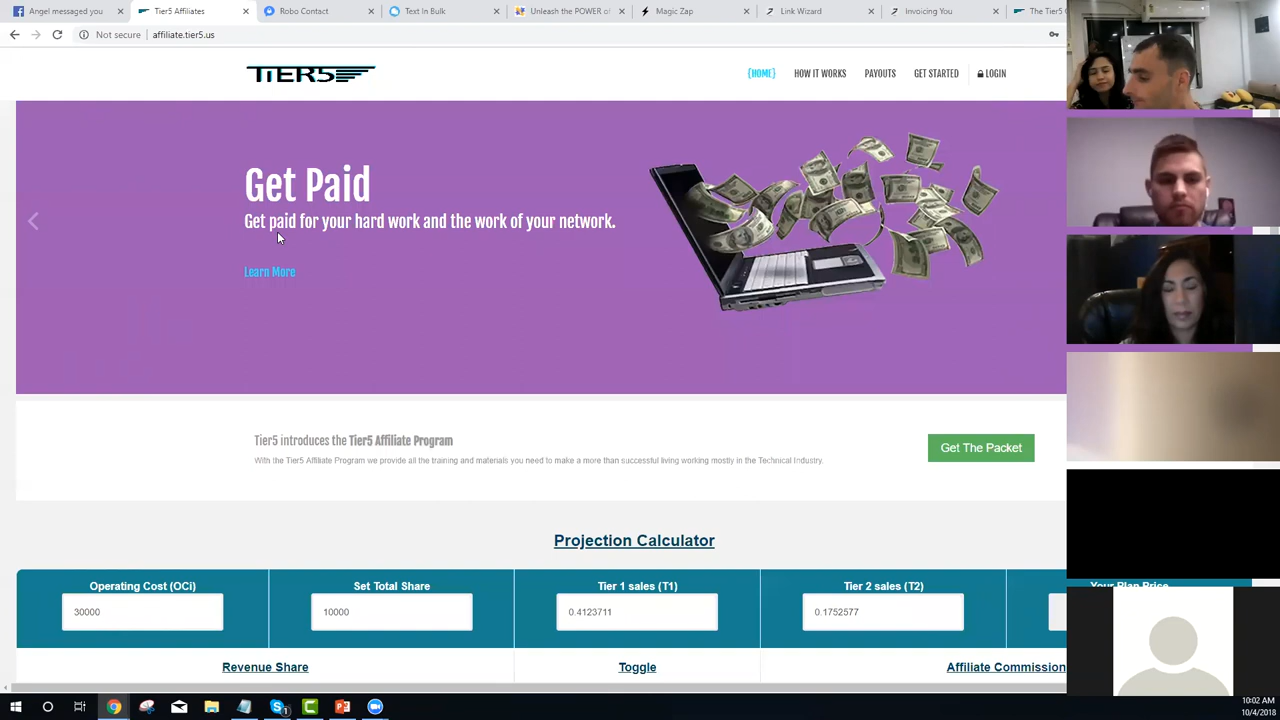 Angel messaged you
Tier5 Affiliates
Robo Contact
Text In Bulk
Unleash the POWER of
Magic Zap
Link Wizard
Invoicing You
The Tier5
Not secure
affiliate.tier5.us
TiER5
{HOME}
HOW IT WORKS
PAYOUTS
GET STARTED
LOGIN
Get Paid
Get paid for your hard work and the work of your network.
Learn More
Tier5 introduces the Tier5 Affiliate Program
With the Tier5 Affiliate Program we provide all the training and materials you need to make a more than successful living working mostly in the Technical Industry.
Get The Packet
Projection Calculator
Operating Cost (OCi)
Set Total Share
Tier 1 sales (T1)
Tier 2 sales (T2)
Your Plan Price
30000
10000
0.4123711
0.1752577
Revenue Share
Toggle
Affiliate Commission
10:02 AM
10/4/2018